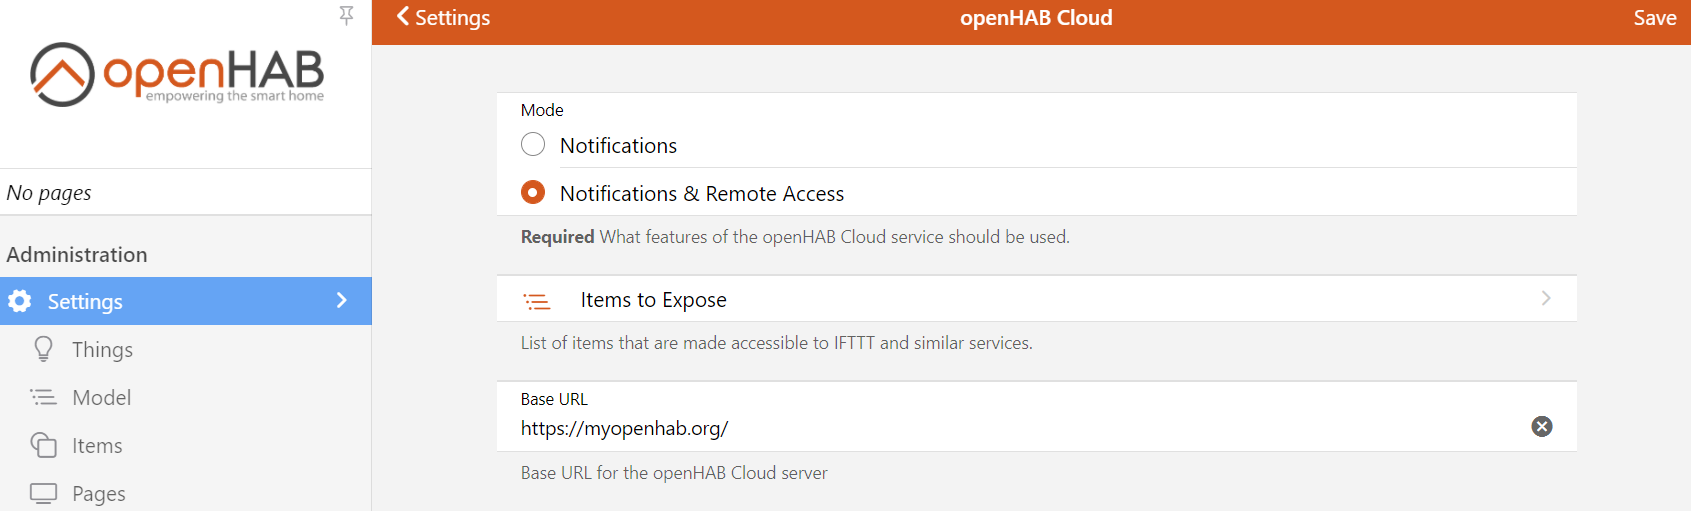 openHAB
empowering the smart home
No pages
Administration
Settings
Things
Model
Items
Pages
Settings
openHAB Cloud
Save
Mode
Notifications
Notifications & Remote Access
Required What features of the openHAB Cloud service should be used.
Items to Expose
List of items that are made accessible to IFTTT and similar services.
Base URL
https://myopenhab.org/
Base URL for the openHAB Cloud server